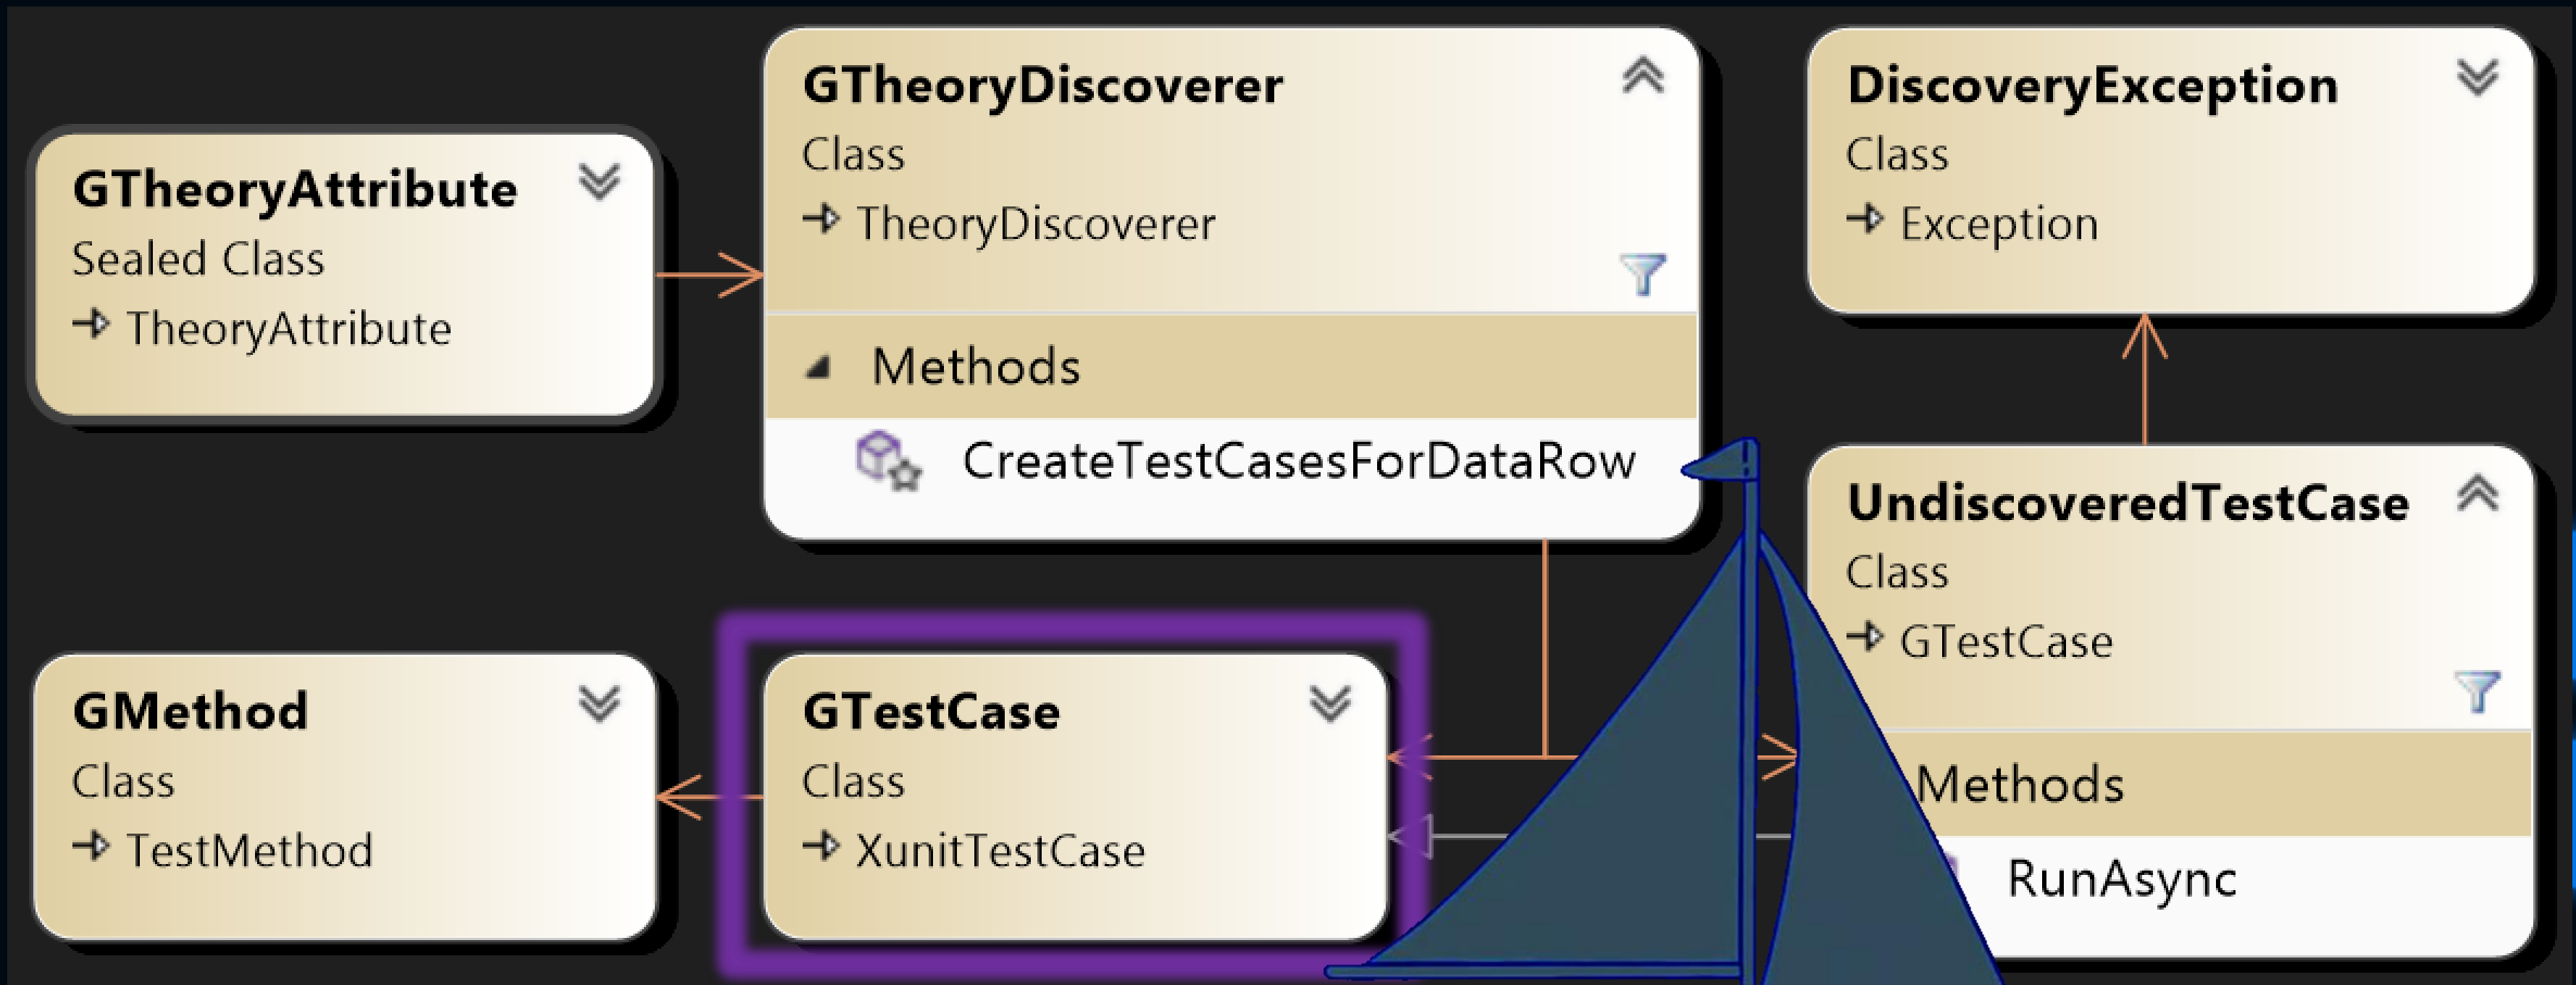 GTheoryAttribute
Sealed Class
TheoryAttribute
GTheoryDiscoverer
Class
TheoryDiscoverer
Methods
CreateTestCasesForDataRow
DiscoveryException
Class
Exception
GMethod
Class
TestMethod
GTestCase
Class
XunitTestCase
UndiscoveredTestCase
Class
GTestCase
Methods
RunAsync